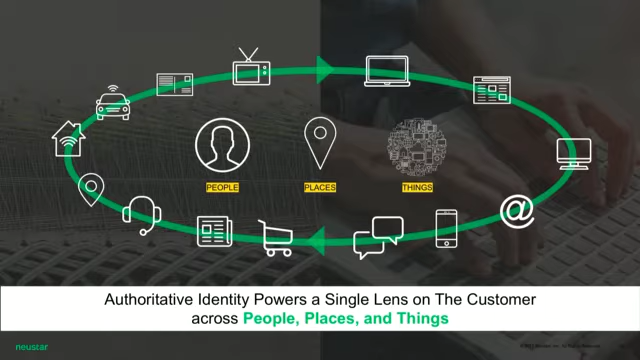 PEOPLE
PLACES
THINGS
@
Authoritative Identity Powers a Single Lens on The Customer
across People, Places, and Things
neustar